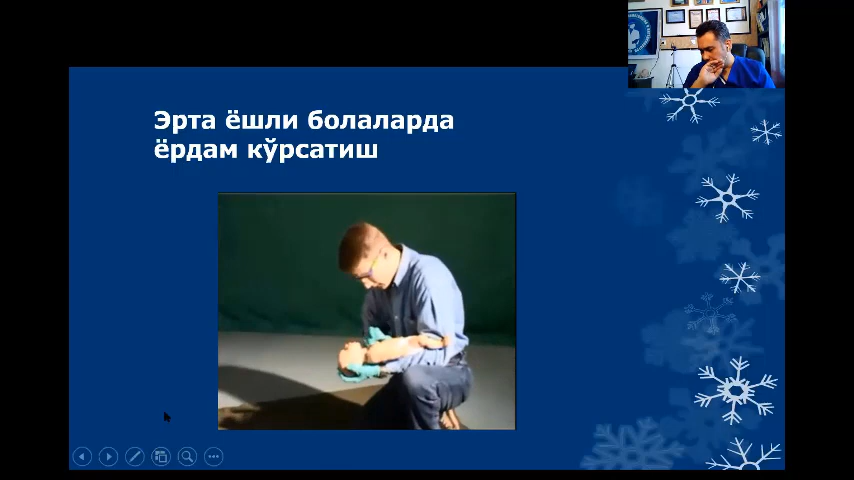 Эрта ёшли болаларда
ёрдам кўрсатиш